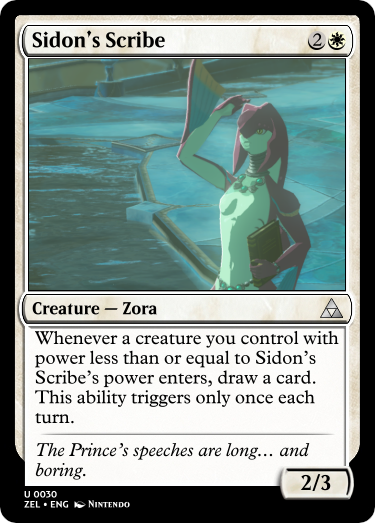 Sidon's Scribe 2
Creature — Zora
Whenever a creature you control with
power less than or equal to Sidon's
Scribe's power enters, draw a card.
This ability triggers only once each
turn.
The Prince's speeches are long... and
boring.
2/3
U 0030
ZEL • ENG Nintendo